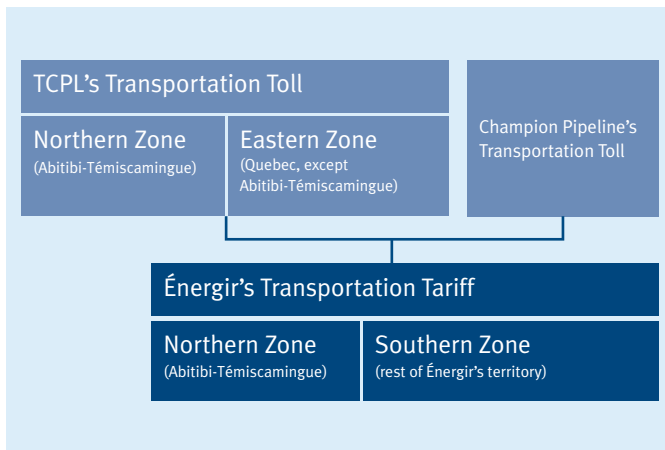 TCPL's Transportation Toll
Northern Zone
(Abitibi-Témiscamingue)
Eastern Zone
(Quebec, except
Abitibi-Témiscamingue)
Champion Pipeline's
Transportation Toll
Énergir's Transportation Tariff
Northern Zone
(Abitibi-Témiscamingue)
Southern Zone
(rest of Énergir's territory)